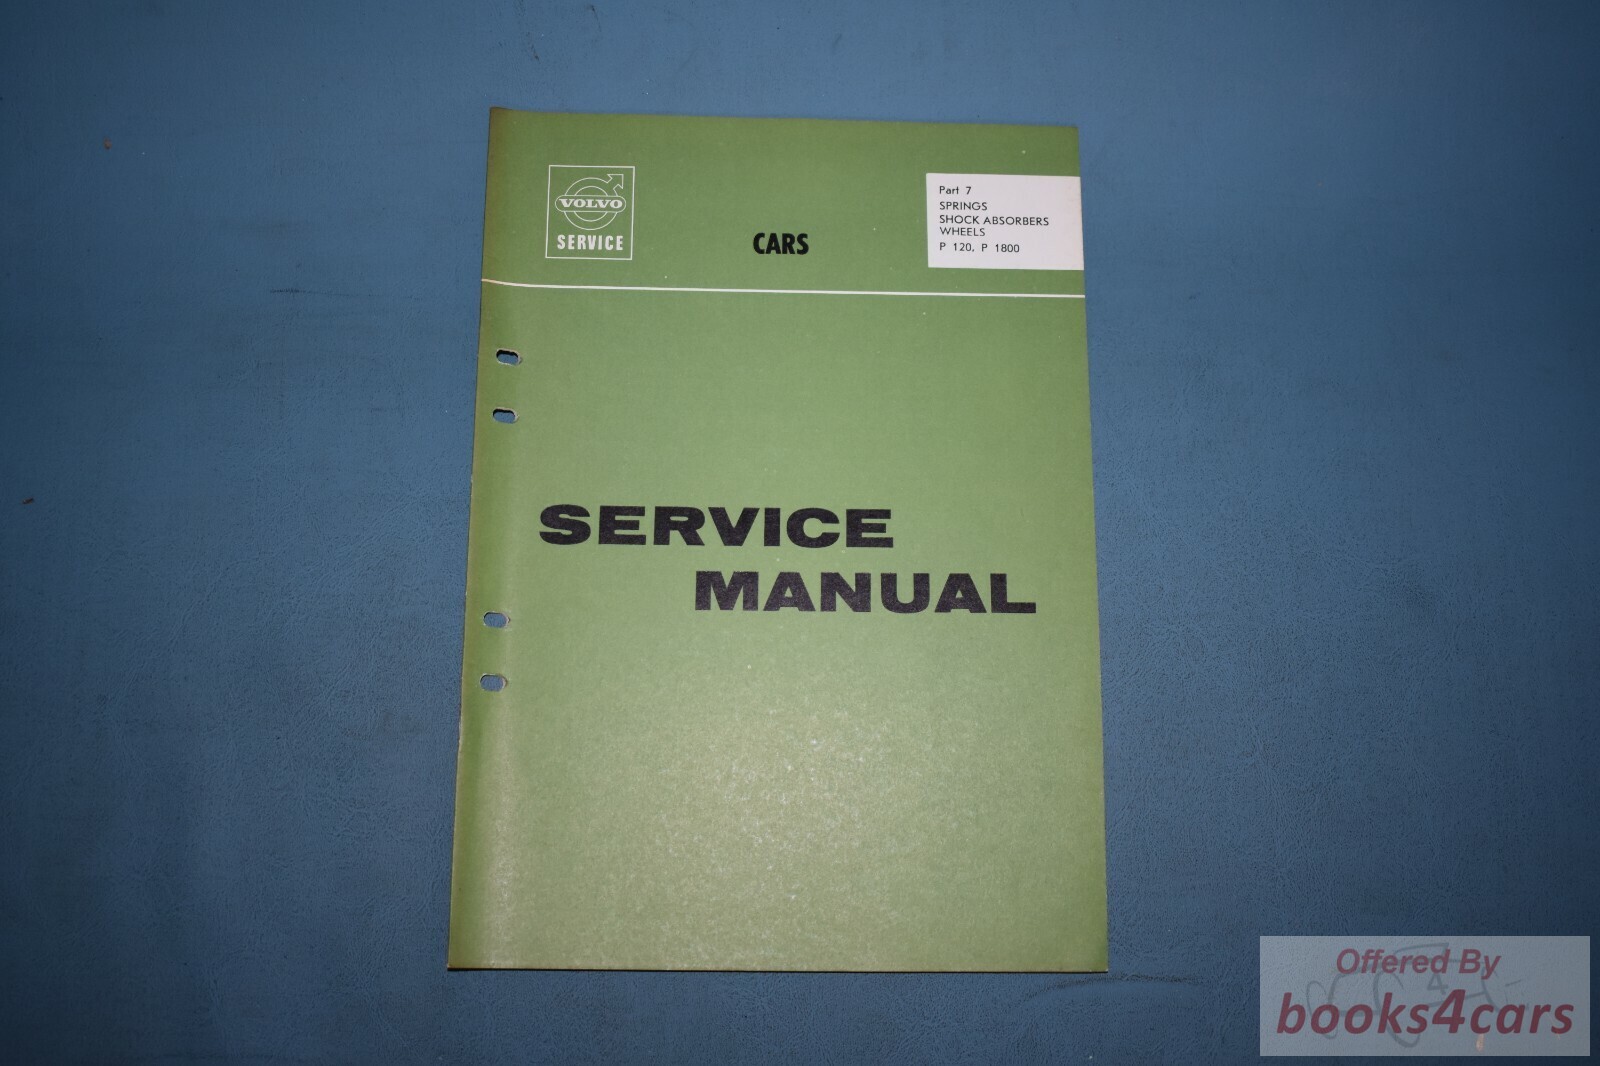 VOLVO
SERVICE
CARS
Part 7
SPRINGS
SHOCK ABSORBERS
WHEELS
P 120, P 1800
SERVICE
MANUAL
Offered By
books4cars